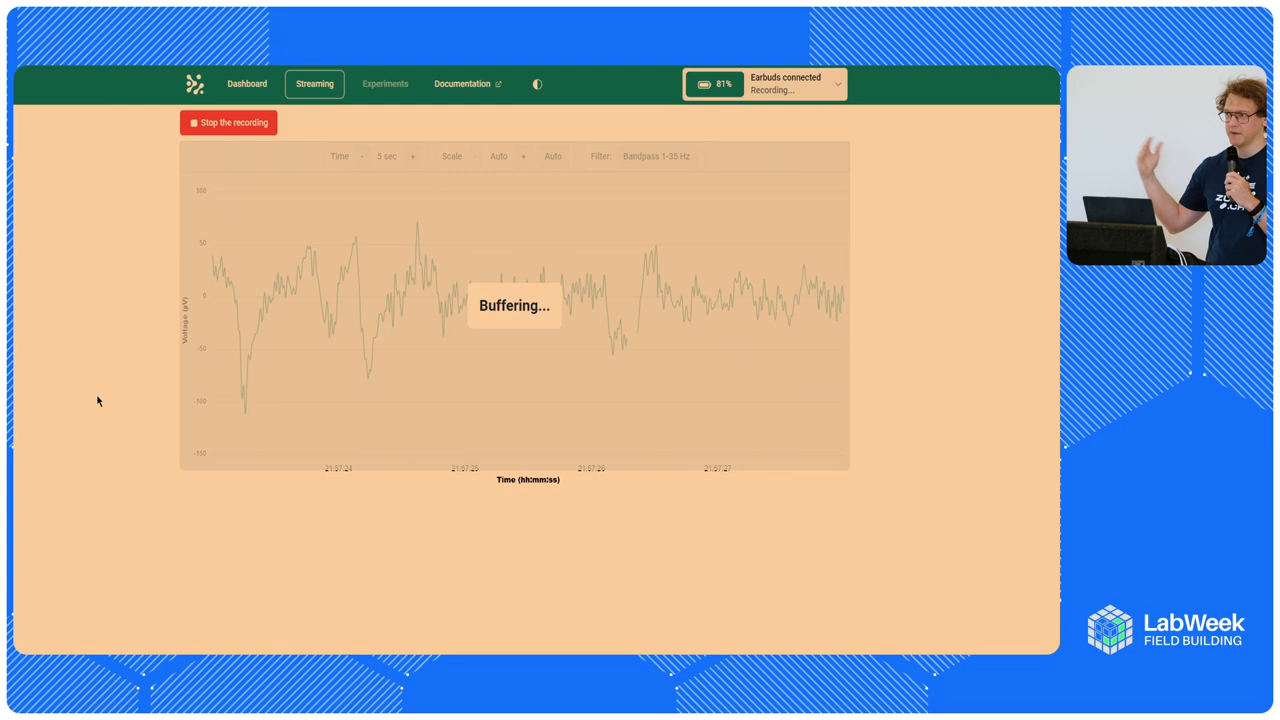 Dashboard
Streaming
Experiments
Documentation
81%
Earbuds connected
Recording...
Stop the recording
Time - 5 sec +
Scale - Auto + Auto
Filter: Bandpass 1-35 Hz
100
50
0
-50
-100
-150
Voltage (µV)
Buffering...
21:57:24
21:57:25
21:57:26
21:57:27
Time (hh:mm:ss)
LabWeek
FIELD BUILDING